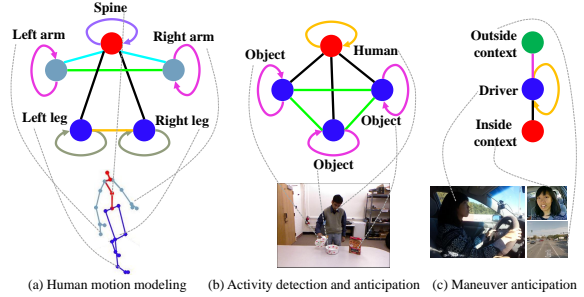 Spine
Left arm
Right arm
Left leg
Right leg
(a) Human motion modeling
Object
Human
Object
Object
(b) Activity detection and anticipation
Outside
context
Driver
Inside
context
(c) Maneuver anticipation